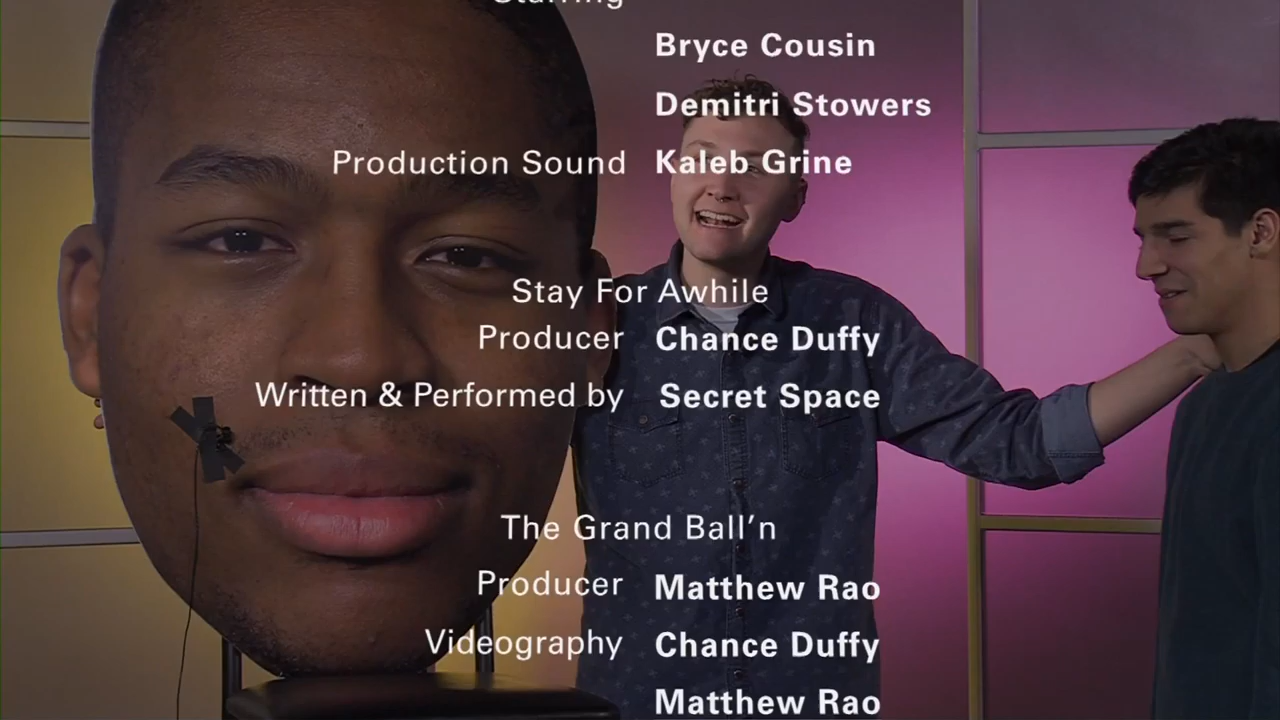 Starring
Bryce Cousin
Demitri Stowers
Production Sound Kaleb Grine
Stay For Awhile
Producer Chance Duffy
Written & Performed by Secret Space
The Grand Ball’n
Producer Matthew Rao
Videography Chance Duffy
Matthew Rao